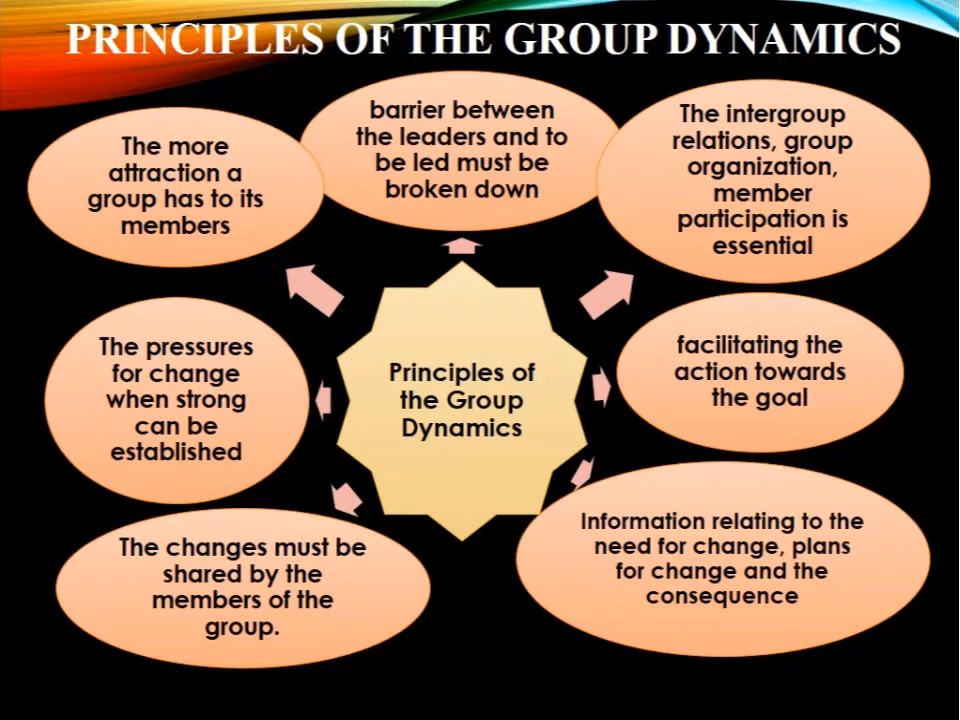 PRINCIPLES OF THE GROUP DYNAMICS
barrier between
the leaders and to
be led must be
broken down
The intergroup
relations, group
organization,
member
participation is
essential
facilitating the
action towards
the goal
Information relating to the
need for change, plans
for change and the
consequence
The changes must be
shared by the
members of the
group.
The pressures
for change
when strong
can be
established
The more
attraction a
group has to its
members
Principles of
the Group
Dynamics